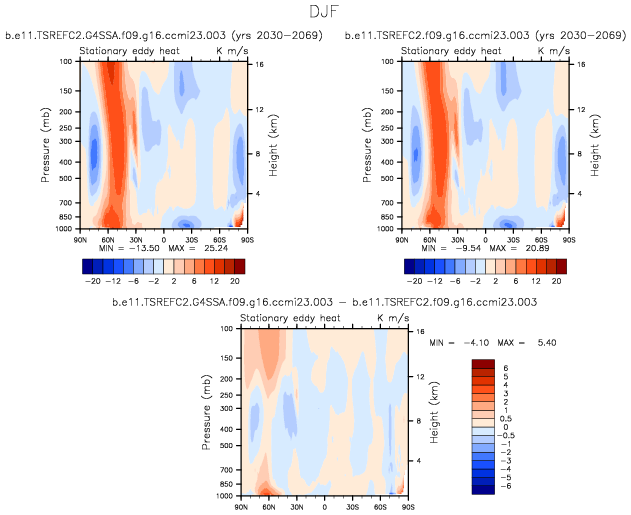 DJF
b.e11.TSREFC2.G4SSA.f09.g16.ccmi23.003 (yrs 2030−2069)
Stationary eddy heat K m/s
Pressure (mb)
100
150
200
250
300
400
500
700
850
1000
16
12
8
4
Height (km)
90N 60N 30N 0 30S 60S 90S
MIN = −13.50 MAX = 25.24
−20 −12 −6 −2 2 6 12 20
b.e11.TSREFC2.f09.g16.ccmi23.003 (yrs 2030−2069)
Stationary eddy heat K m/s
Pressure (mb)
100
150
200
250
300
400
500
700
850
1000
16
12
8
4
Height (km)
90N 60N 30N 0 30S 60S 90S
MIN = −9.54 MAX = 20.89
−20 −12 −6 −2 2 6 12 20
b.e11.TSREFC2.G4SSA.f09.g16.ccmi23.003 − b.e11.TSREFC2.f09.g16.ccmi23.003
Stationary eddy heat K m/s
Pressure (mb)
100
150
200
250
300
400
500
700
850
1000
16
12
8
4
Height (km)
90N 60N 30N 0 30S 60S 90S
MIN = −4.10 MAX = 5.40
6
5
4
3
2
1
0.5
0
−0.5
−1
−2
−3
−4
−5
−6